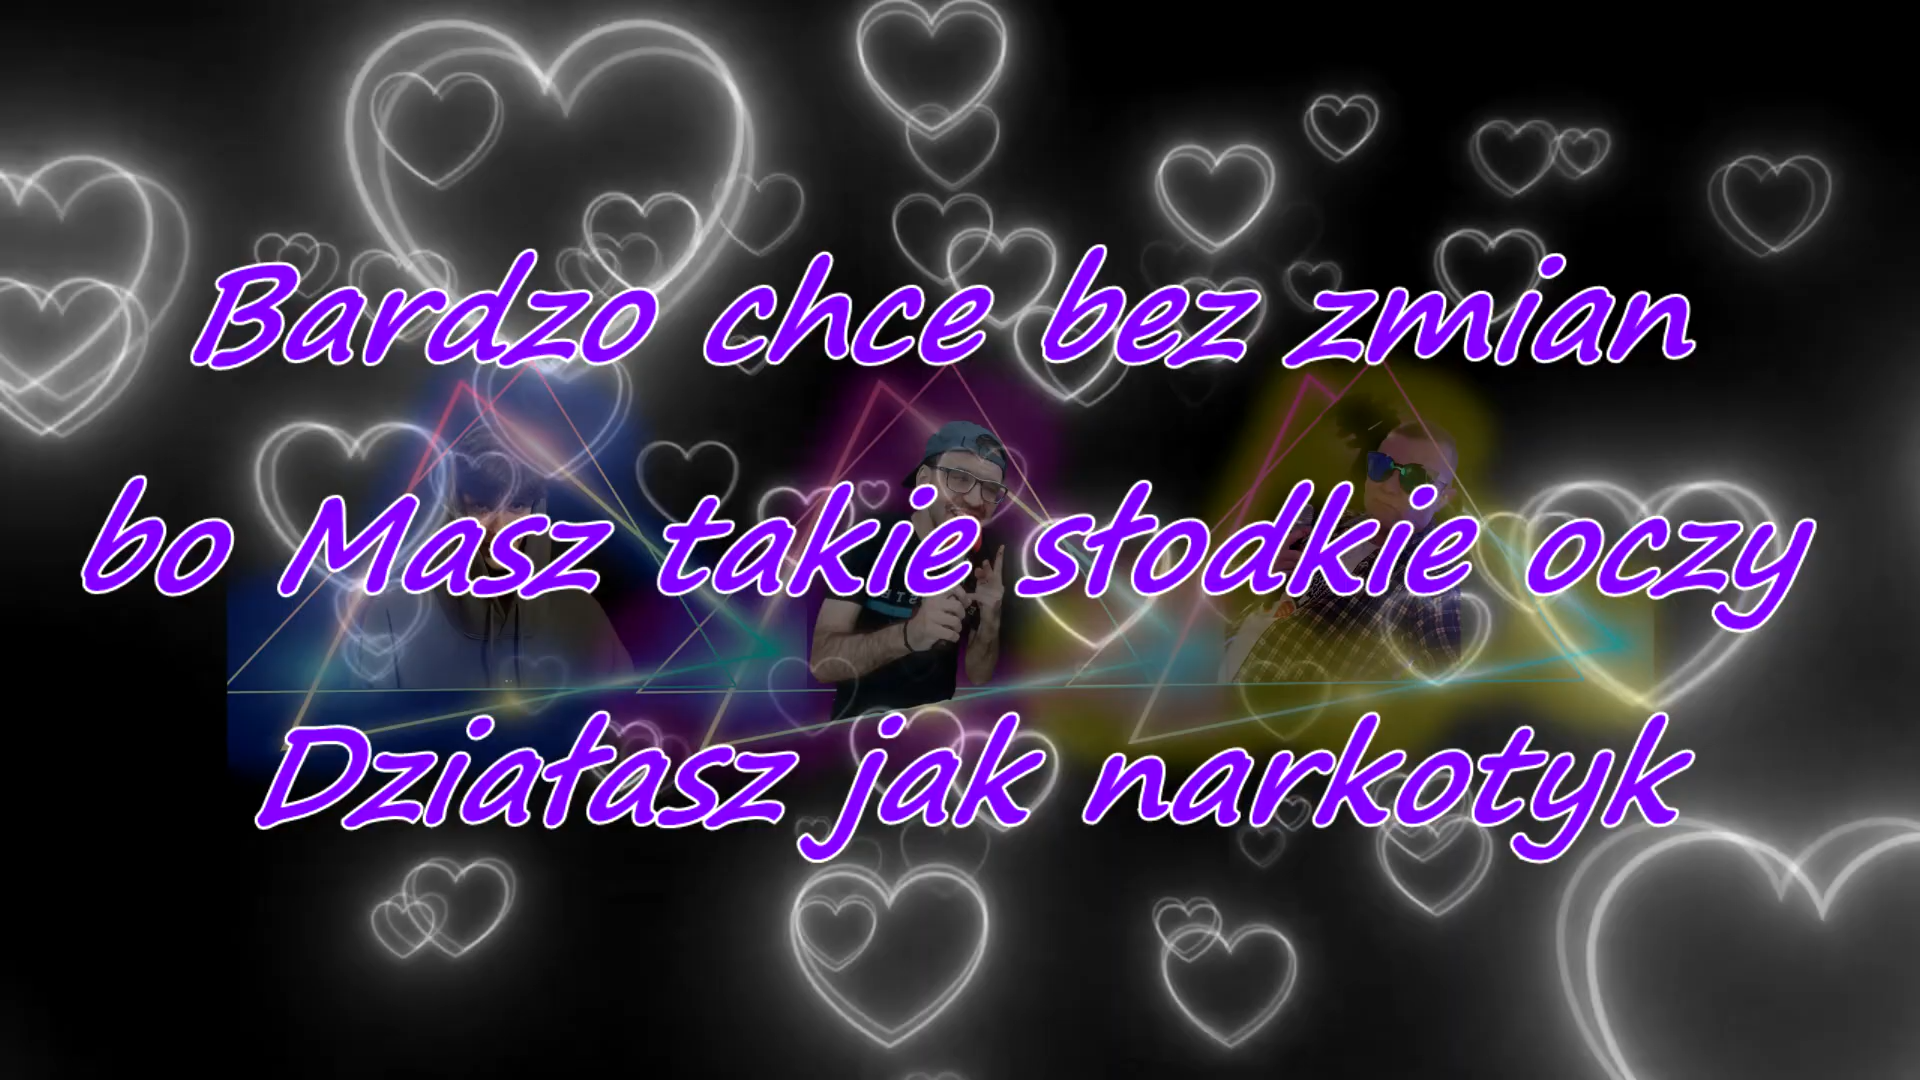 Bardzo chce bez zmian
bo Masz takie słodkie oczy
Działasz jak narkotyk